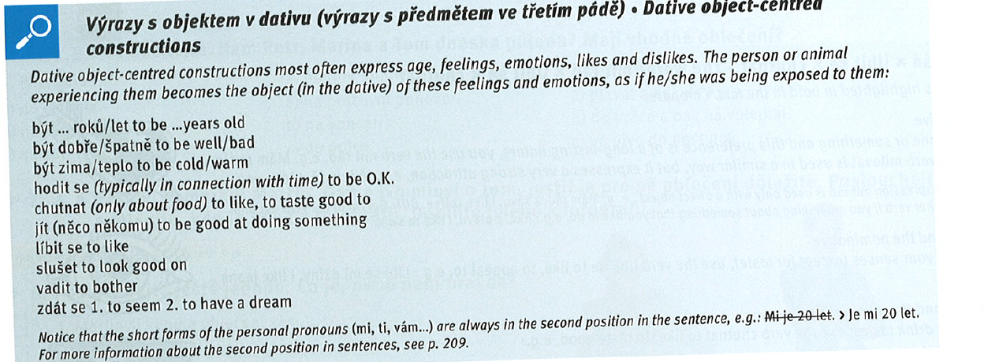 Výrazy s objektem v dativu (výrazy s předmětem ve třetím pádě) • Dative object-centred
constructions
Dative object-centred constructions most often express age, feelings, emotions, likes and dislikes. The person or animal
experiencing them becomes the object (in the dative) of these feelings and emotions, as if he/she was being exposed to them:
být ... roků/let to be ...years old
být dobře/špatně to be well/bad
být zima/teplo to be cold/warm
hodit se (typically in connection with time) to be O.K.
chutnat (only about food) to like, to taste good to
jít (něco někomu) to be good at doing something
líbit se to like
slušet to look good on
vadit to bother
zdát se 1. to seem 2. to have a dream
Notice that the short forms of the personal pronouns (mi, ti, vám...) are always in the second position in the sentence, e.g.: Mi je 20 let. > Je mi 20 let.
For more information about the second position in sentences, see p. 209.